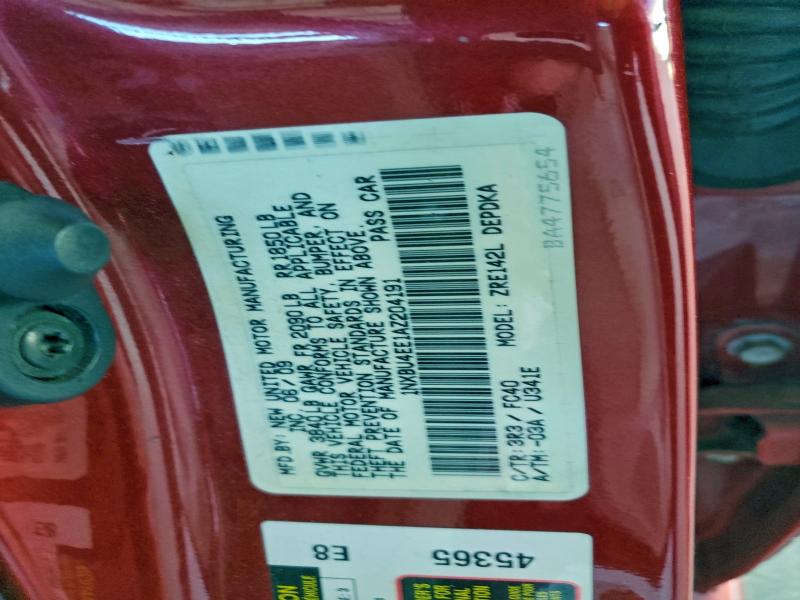 MFD.BY: NEW UNITED MOTOR MANUFACTURING
INC. 06/09
GVWR 3840LB GAWR FR 2090LB RR1850LB
THIS VEHICLE CONFORMS TO ALL APPLICABLE
FEDERAL MOTOR VEHICLE SAFETY, BUMPER, AND
THEFT PREVENTION STANDARDS IN EFFECT ON
THE DATE OF MANUFACTURE SHOWN ABOVE.
1NXBU4EE1AZ204191 PASS CAR
C/TR: 3R3 / FC40 MODEL: ZRE142L DEPDKA
A/TM: -03A / U341E
BA4775654
45365
E8